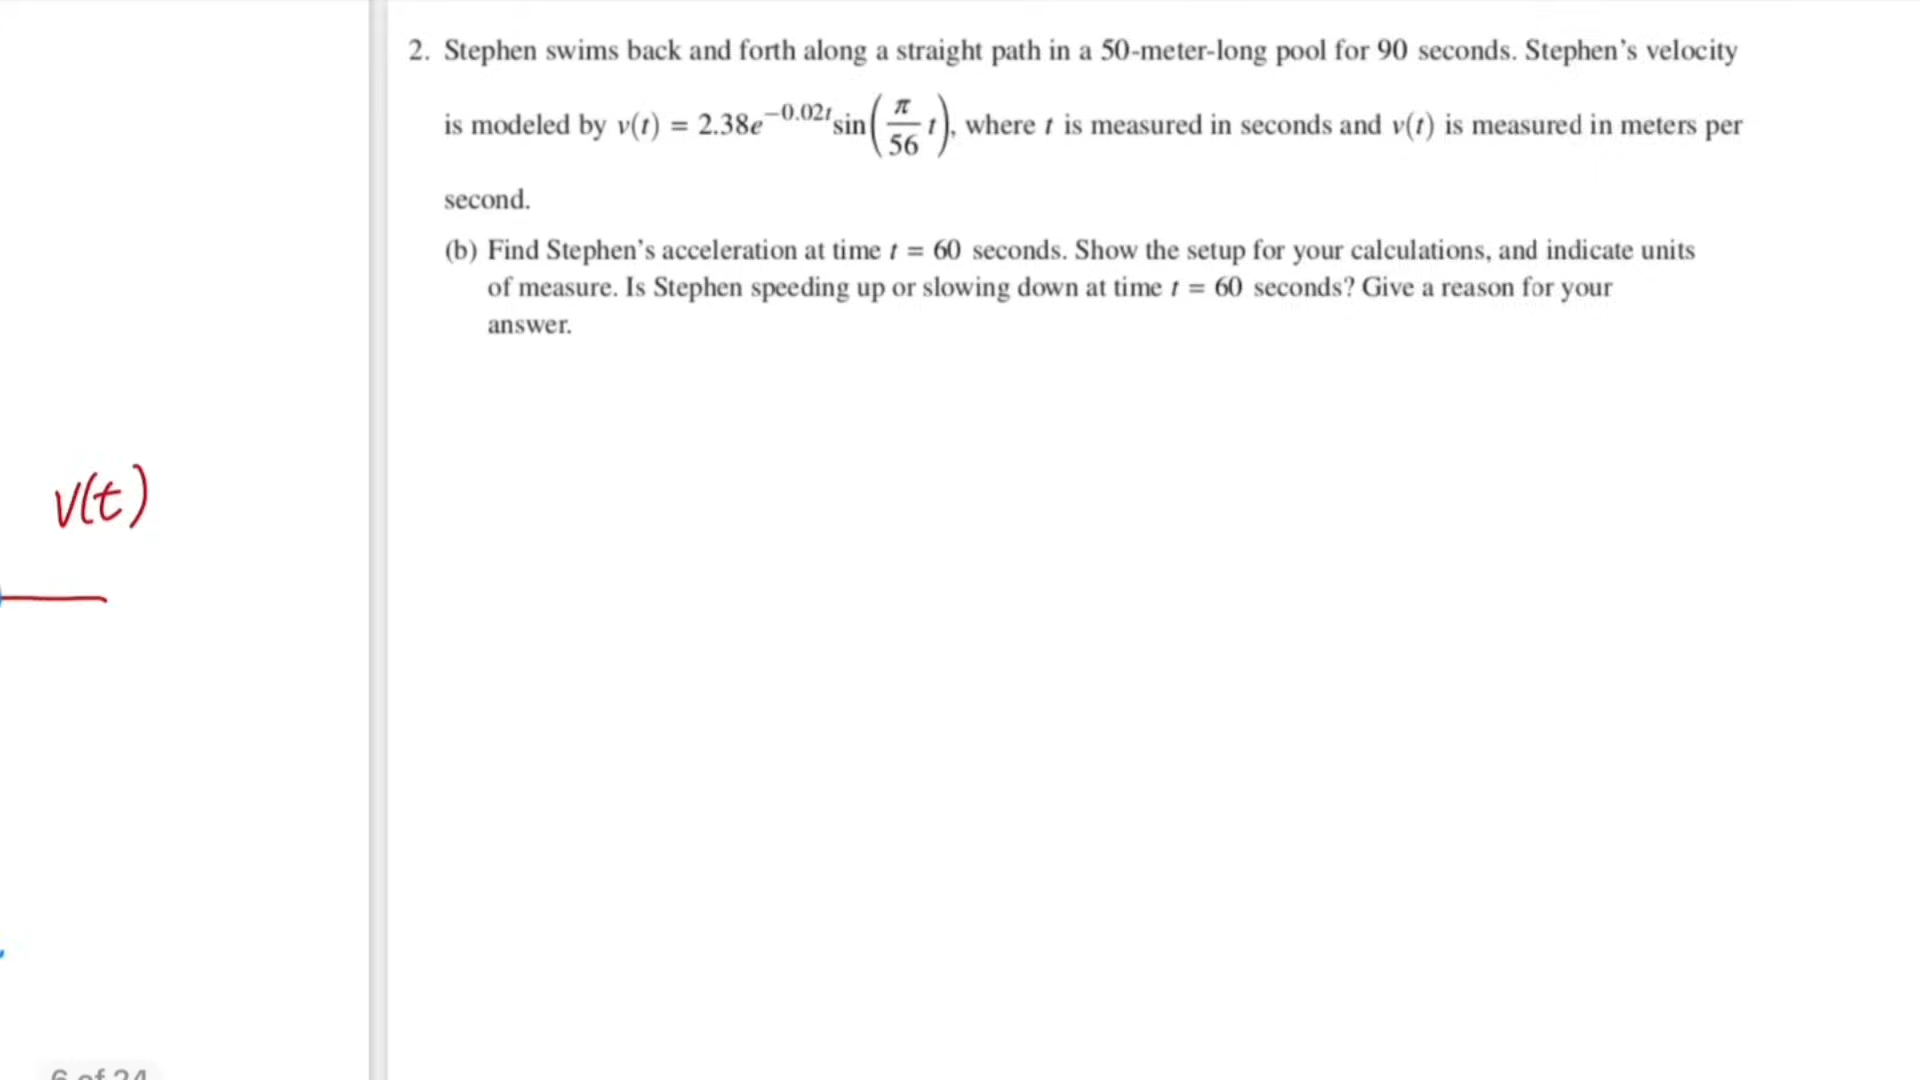 2. Stephen swims back and forth along a straight path in a 50-meter-long pool for 90 seconds. Stephen's velocity
is modeled by v(t) = 2.38e^{-0.02t} sin(π/56 t), where t is measured in seconds and v(t) is measured in meters per
second.
(b) Find Stephen's acceleration at time t = 60 seconds. Show the setup for your calculations, and indicate units
of measure. Is Stephen speeding up or slowing down at time t = 60 seconds? Give a reason for your
answer.
v(t)
6 of 24